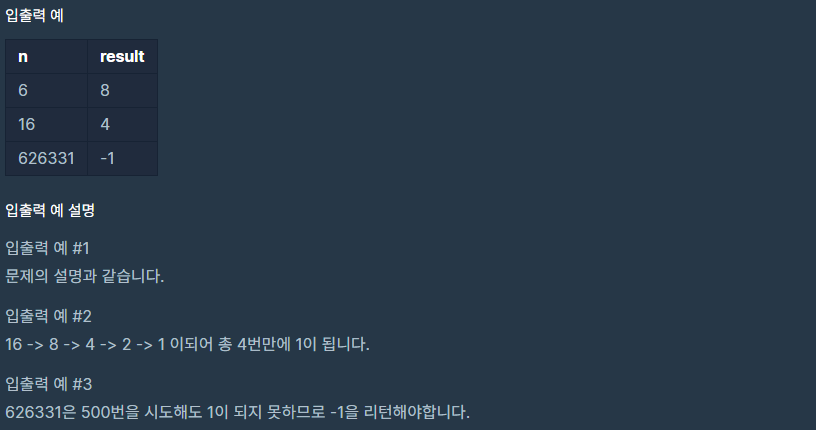 입출력 예
n result
6 8
16 4
626331 -1
입출력 예 설명
입출력 예 #1
문제의 설명과 같습니다.
입출력 예 #2
16 -> 8 -> 4 -> 2 -> 1 이되어 총 4번만에 1이 됩니다.
입출력 예 #3
626331은 500번을 시도해도 1이 되지 못하므로 -1을 리턴해야합니다.